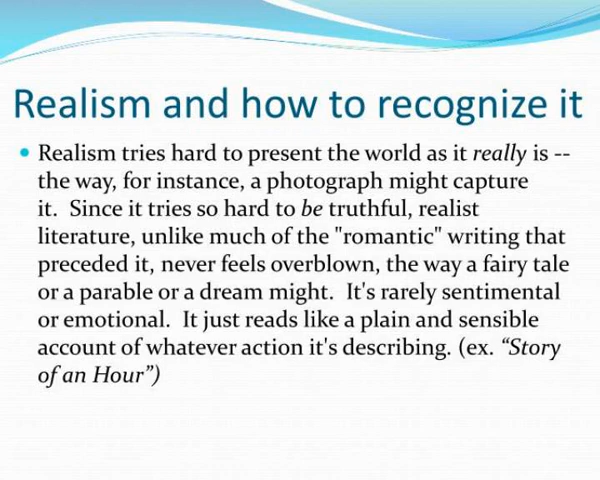 Realism and how to recognize it
Realism tries hard to present the world as it really is --
the way, for instance, a photograph might capture
it.  Since it tries so hard to be truthful, realist
literature, unlike much of the "romantic" writing that
preceded it, never feels overblown, the way a fairy tale
or a parable or a dream might.  It's rarely sentimental
or emotional.  It just reads like a plain and sensible
account of whatever action it's describing. (ex. “Story
of an Hour”)